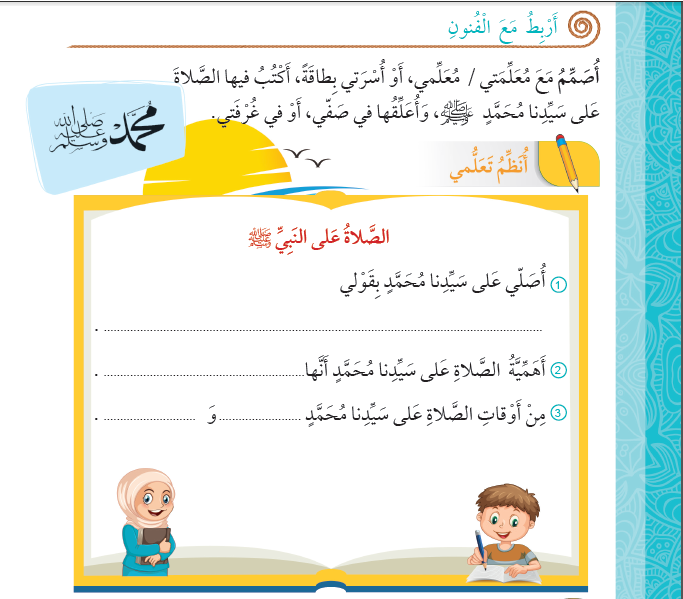 أَرْبِطُ مَعَ الْفُنونِ
أُصَمِّمُ مَعَ مُعَلِّمَتي / مُعَلِّمي، أَوْ أُسْرَتي بِطاقَةً، أَكْتُبُ فيها الصَّلاةَ
عَلى سَيِّدِنا مُحَمَّدٍ ﷺ، وَأُعَلِّقُها في صَفّي، أَوْ في غُرْفَتي.
مُحَمَّد ﷺ
أُنَظِّمُ تَعَلُّمي
الصَّلاةُ عَلى النَبِيِّ ﷺ
① أُصَلّي عَلى سَيِّدِنا مُحَمَّدٍ بِقَوْلي
.................................................. .
② أَهَمِّيَّةُ الصَّلاةِ عَلى سَيِّدِنا مُحَمَّدٍ أَنَّها.................................................. .
③ مِنْ أَوْقاتِ الصَّلاةِ عَلى سَيِّدِنا مُحَمَّدٍ ....................... وَ ....................... .